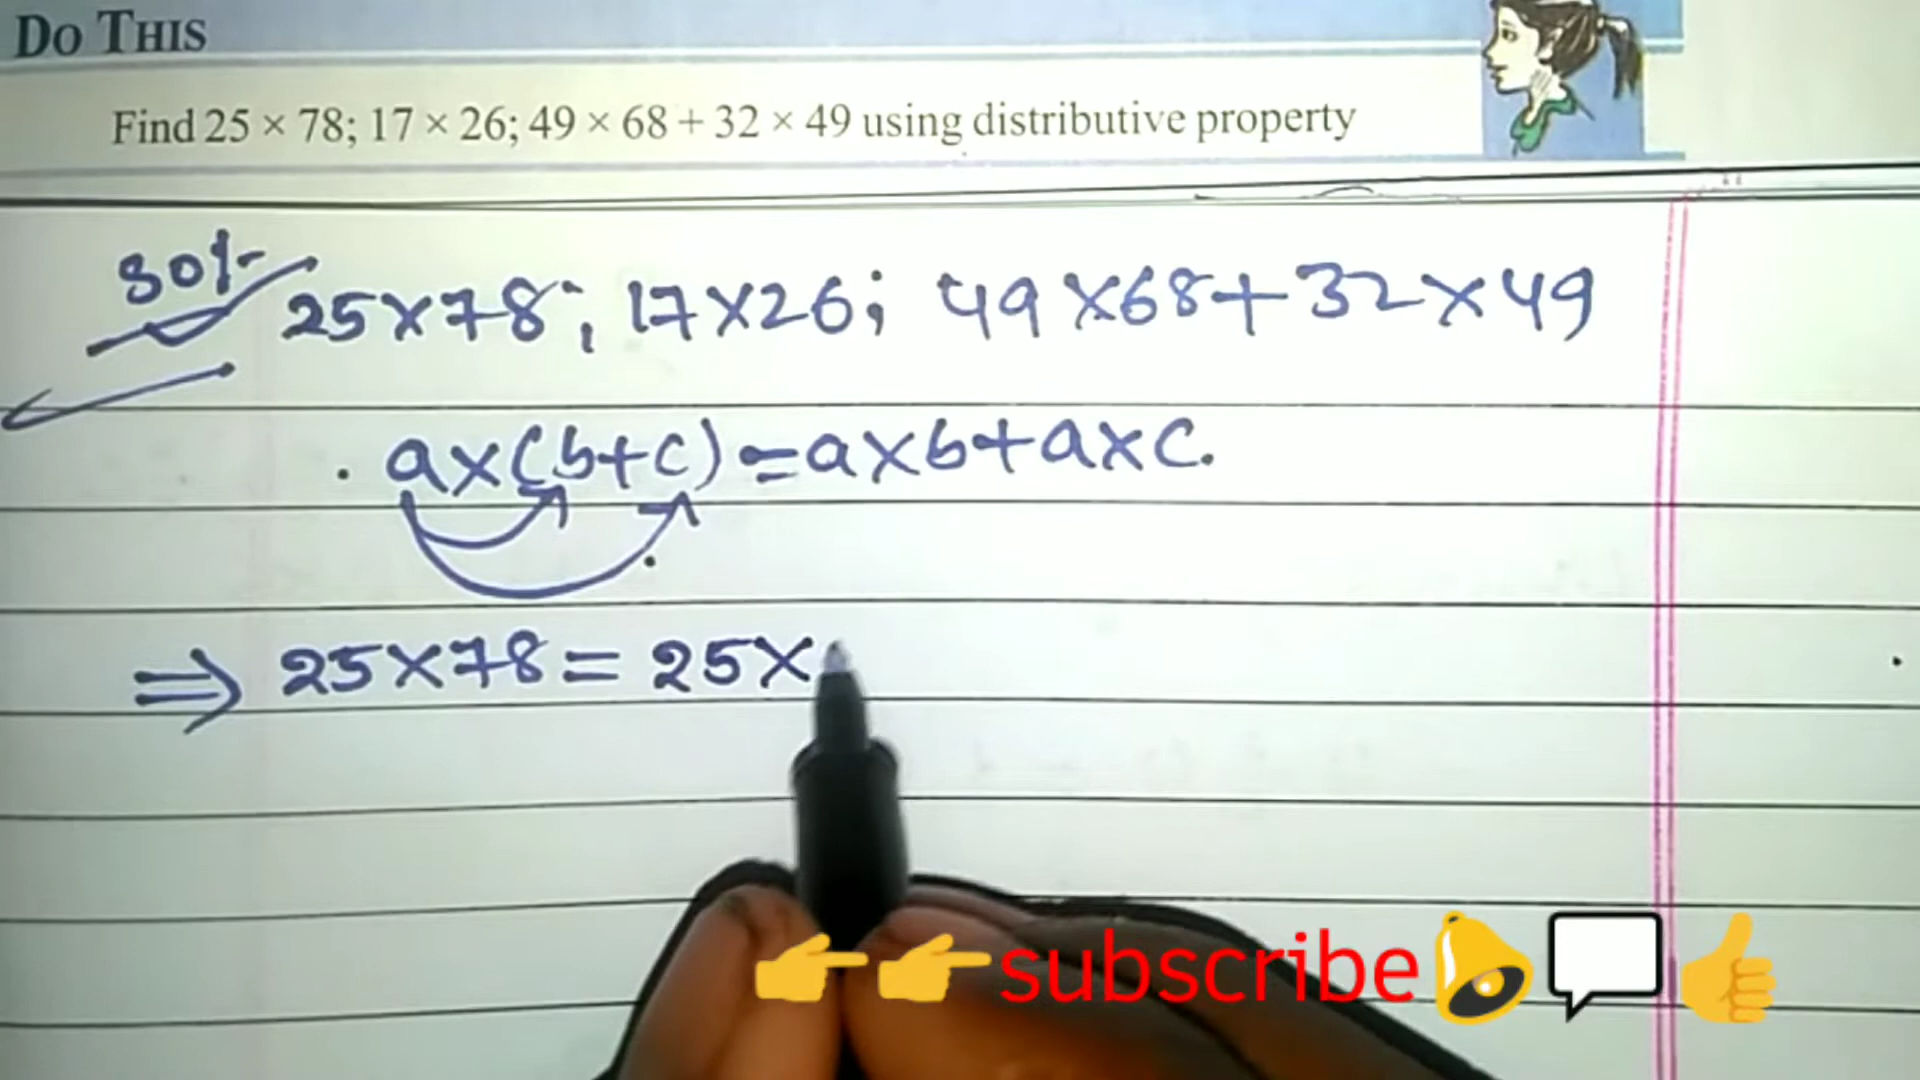 DO THIS
Find 25 × 78; 17 × 26; 49 × 68 + 32 × 49 using distributive property
Sol- 25×78; 17×26; 49×68+32×49
a×(b+c)=a×b+a×c.
⇒ 25×78= 25×
👉👉subscribe🔔💬👍